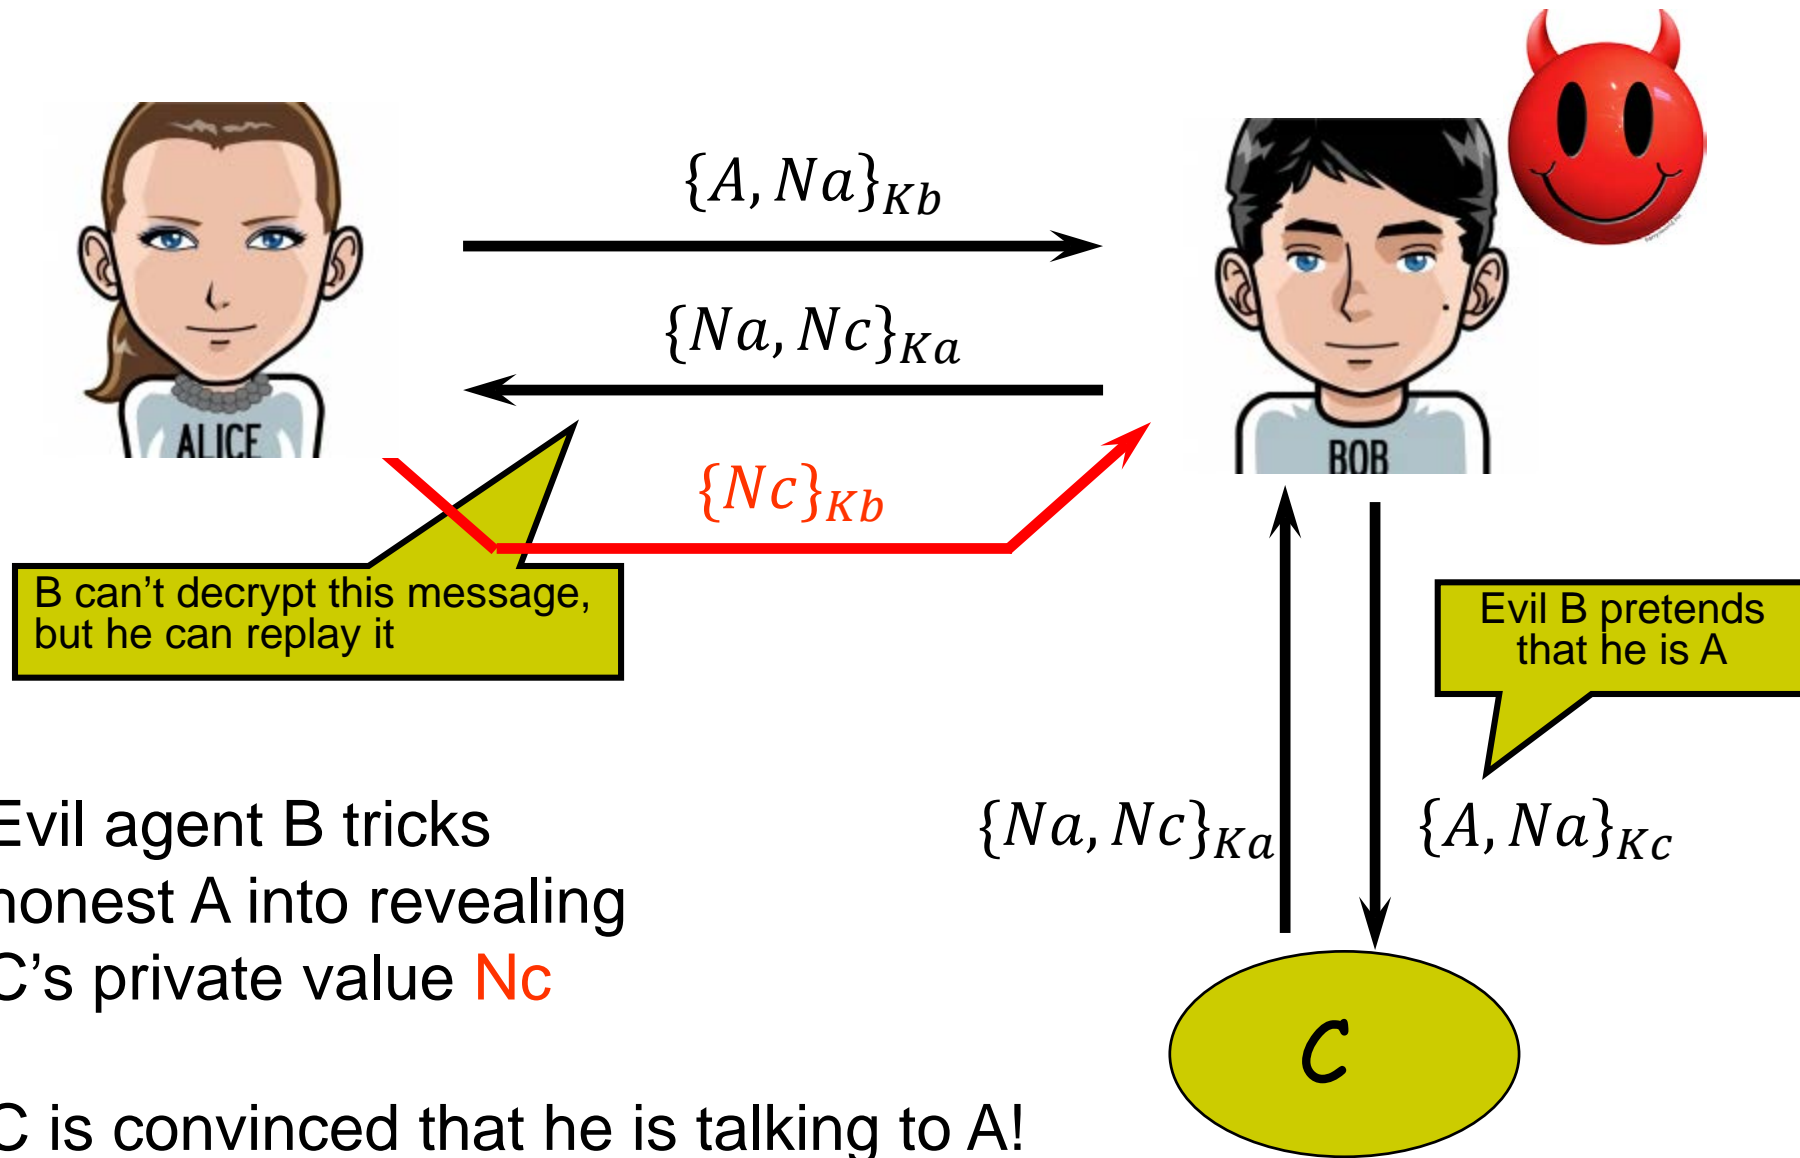 {A, Na}Kb
{Na, Nc}Ka
ALICE
BOB
{Nc}Kb
B can’t decrypt this message,
but he can replay it
Evil B pretends
that he is A
Evil agent B tricks
honest A into revealing
C’s private value Nc
{Na, Nc}Ka
{A, Na}Kc
C
C is convinced that he is talking to A!